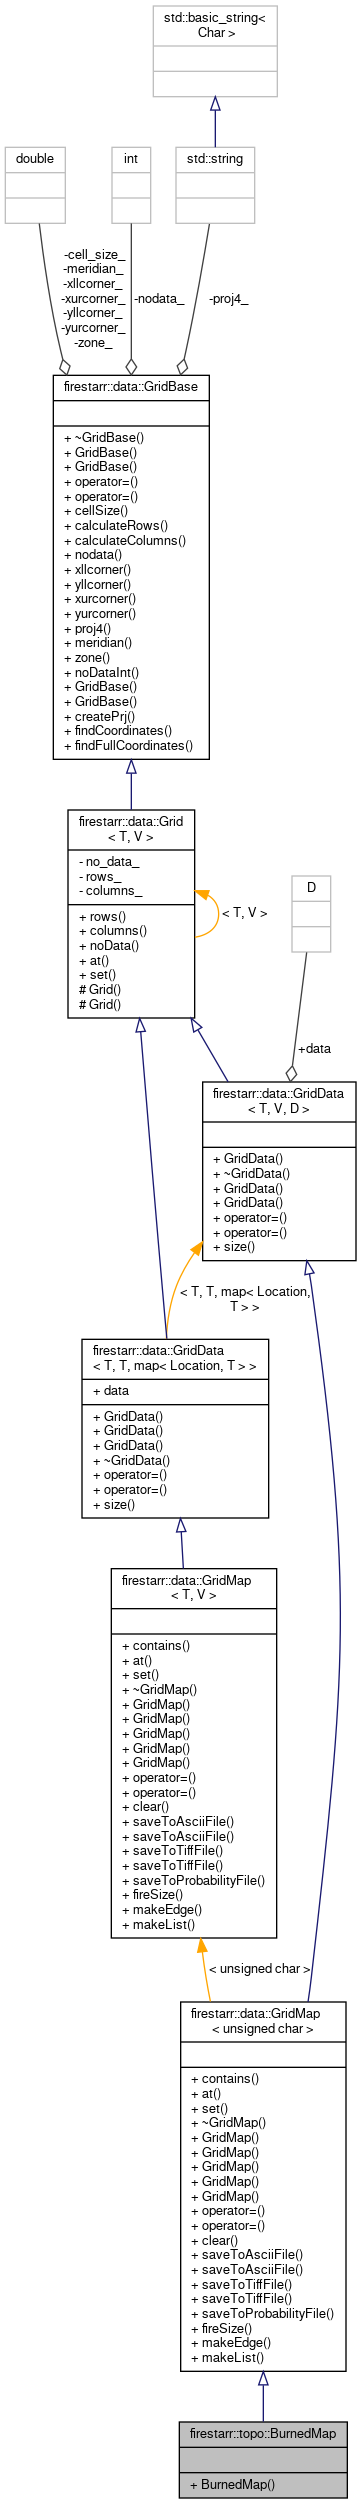 std::basic_string<
Char >
double
int
std::string
-cell_size_
-meridian_
-xllcorner_
-xurcorner_
-yllcorner_
-yurcorner_
-zone_
-nodata_
-proj4_
firestarr::data::GridBase
+ ~GridBase()
+ GridBase()
+ GridBase()
+ operator=()
+ operator=()
+ cellSize()
+ calculateRows()
+ calculateColumns()
+ nodata()
+ xllcorner()
+ yllcorner()
+ xurcorner()
+ yurcorner()
+ proj4()
+ meridian()
+ zone()
+ noDataInt()
+ GridBase()
+ GridBase()
+ createPrj()
+ findCoordinates()
+ findFullCoordinates()
firestarr::data::Grid
< T, V >
- no_data_
- rows_
- columns_
+ rows()
+ columns()
+ noData()
+ at()
+ set()
# Grid()
# Grid()
< T, V >
D
+data
firestarr::data::GridData
< T, V, D >
+ GridData()
+ ~GridData()
+ GridData()
+ GridData()
+ operator=()
+ operator=()
+ size()
< T, T, map< Location,
T > >
firestarr::data::GridData
< T, T, map< Location, T > >
+ data
+ GridData()
+ GridData()
+ GridData()
+ ~GridData()
+ operator=()
+ operator=()
+ size()
firestarr::data::GridMap
< T, V >
+ contains()
+ at()
+ set()
+ ~GridMap()
+ GridMap()
+ GridMap()
+ GridMap()
+ GridMap()
+ GridMap()
+ operator=()
+ operator=()
+ clear()
+ saveToAsciiFile()
+ saveToAsciiFile()
+ saveToTiffFile()
+ saveToTiffFile()
+ saveToProbabilityFile()
+ fireSize()
+ makeEdge()
+ makeList()
< unsigned char >
firestarr::data::GridMap
< unsigned char >
+ contains()
+ at()
+ set()
+ ~GridMap()
+ GridMap()
+ GridMap()
+ GridMap()
+ GridMap()
+ GridMap()
+ operator=()
+ operator=()
+ clear()
+ saveToAsciiFile()
+ saveToAsciiFile()
+ saveToTiffFile()
+ saveToTiffFile()
+ saveToProbabilityFile()
+ fireSize()
+ makeEdge()
+ makeList()
firestarr::topo::BurnedMap
+ BurnedMap()